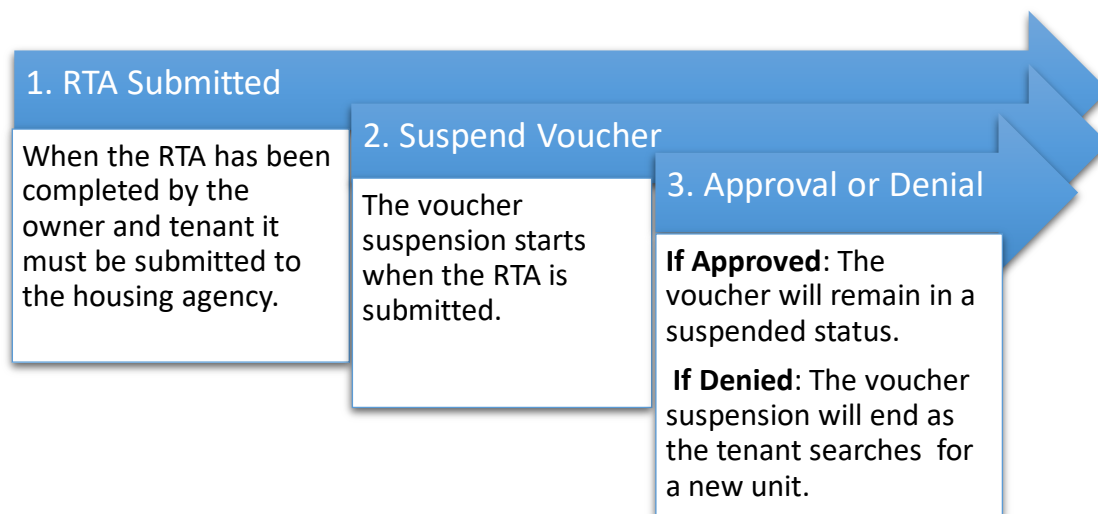 1. RTA Submitted
When the RTA has been
completed by the
owner and tenant it
must be submitted to
the housing agency.
2. Suspend Voucher
The voucher
suspension starts
when the RTA is
submitted.
3. Approval or Denial
If Approved: The
voucher will remain in a
suspended status.
If Denied: The voucher
suspension will end as
the tenant searches for
a new unit.